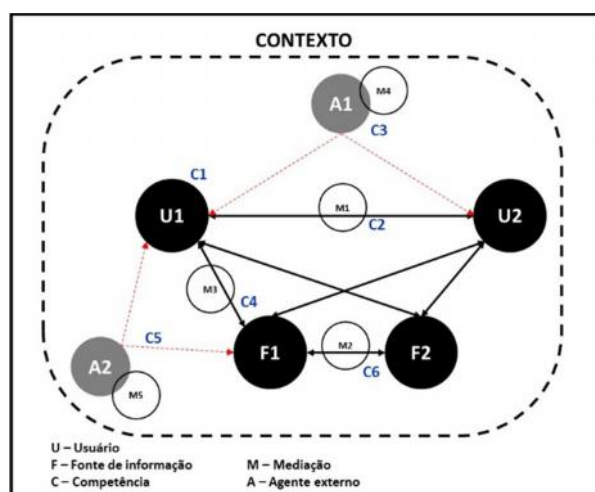 CONTEXTO
M4
A1
C3
C1
U1
M1
U2
C2
M3
C4
C5
A2
F1
M2
F2
C6
M5
U – Usuário
F – Fonte de informação
M – Mediação
C – Competência
A – Agente externo